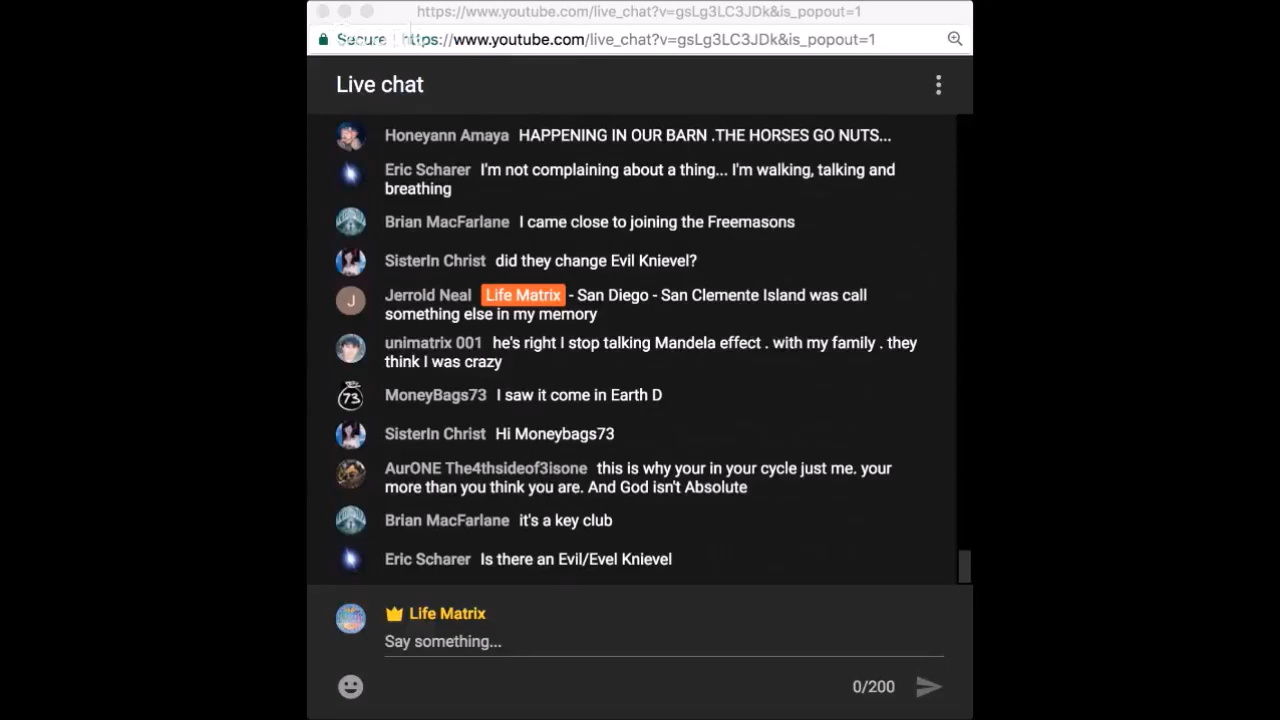 https://www.youtube.com/live_chat?v=gsLg3LC3JDk&is_popout=1
Secure https://www.youtube.com/live_chat?v=gsLg3LC3JDk&is_popout=1
Live chat
Honeyann Amaya HAPPENING IN OUR BARN .THE HORSES GO NUTS...
Eric Scharer I'm not complaining about a thing... I'm walking, talking and
breathing
Brian MacFarlane I came close to joining the Freemasons
SisterIn Christ did they change Evil Knievel?
J
Jerrold Neal Life Matrix - San Diego - San Clemente Island was call
something else in my memory
unimatrix 001 he's right I stop talking Mandela effect . with my family . they
think I was crazy
73
MoneyBags73 I saw it come in Earth D
SisterIn Christ Hi Moneybags73
AurONE The4thsideof3isone this is why your in your cycle just me. your
more than you think you are. And God isn't Absolute
Brian MacFarlane it's a key club
Eric Scharer Is there an Evil/Evel Knievel
Life Matrix
Say something...
0/200